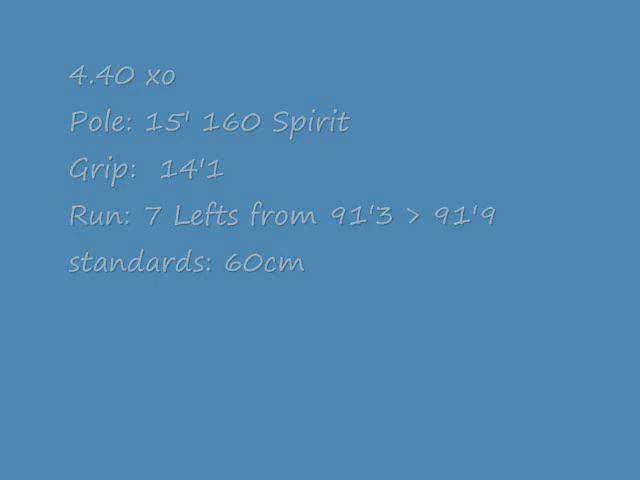 4.40 xo
Pole: 15' 160 Spirit
Grip:  14'1
Run: 7 Lefts from 91'3 > 91'9
standards: 60cm